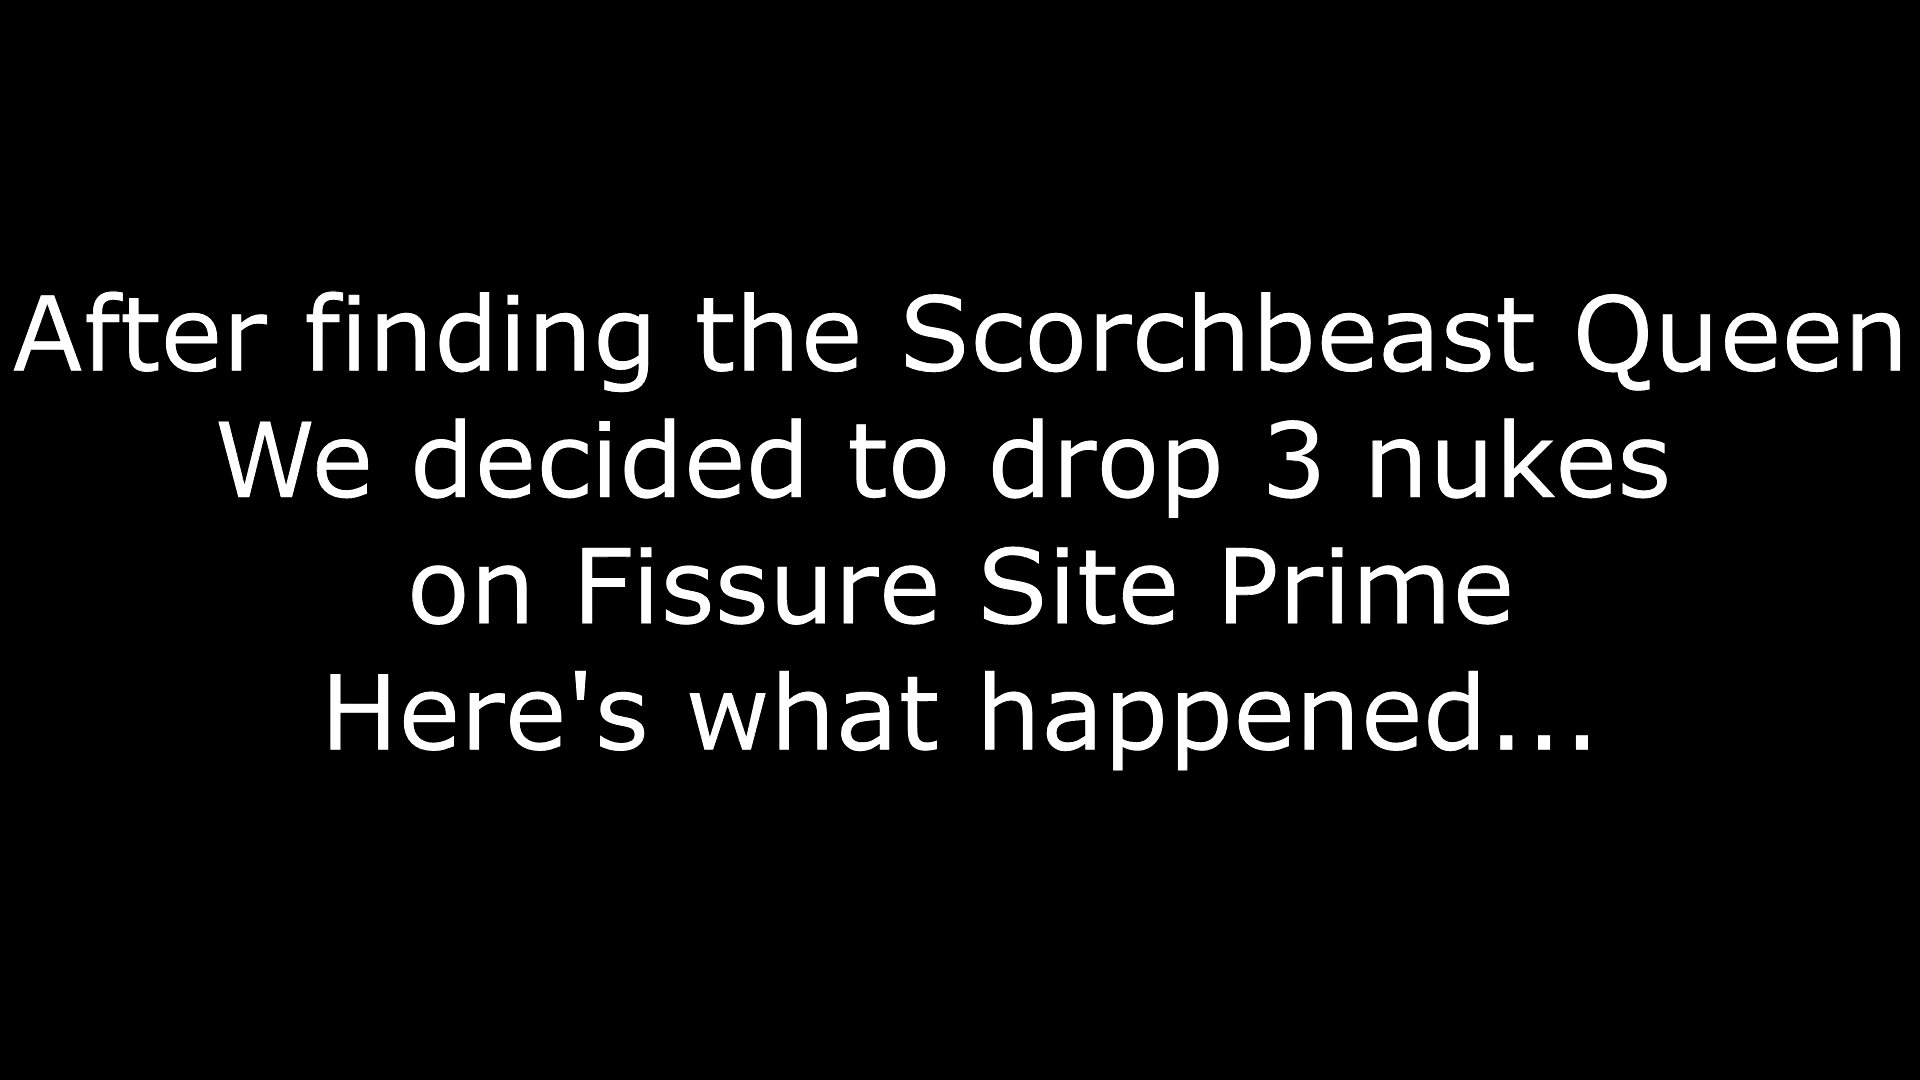 After finding the Scorchbeast Queen
We decided to drop 3 nukes
on Fissure Site Prime
Here's what happened...